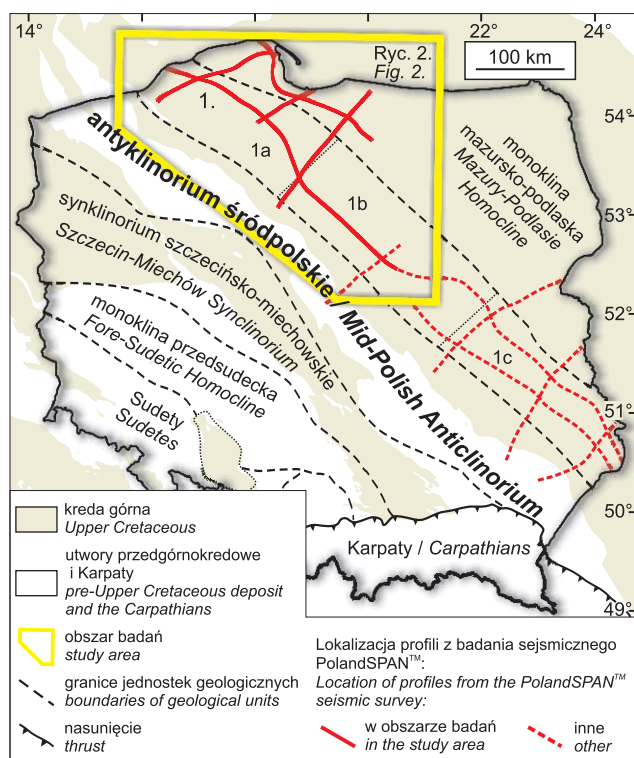 14°
22°
24°
Ryc. 2.
Fig. 2.
100 km
54°
53°
52°
51°
50°
49°
1.
1a
1b
1c
monoklina
mazursko-podlaska
Mazury-Podlasie
Homocline
antyklinorium śródpolskie / Mid-Polish Anticlinorium
synklinorium szczecińsko-miechowskie
Szczecin-Miechów Synclinorium
monoklina przedsudecka
Fore-Sudetic Homocline
Sudety
Sudetes
Karpaty / Carpathians
kreda górna
Upper Cretaceous
utwory przedgórnokredowe
i Karpaty
pre-Upper Cretaceous deposit
and the Carpathians
obszar badań
study area
granice jednostek geologicznych
boundaries of geological units
nasunięcie
thrust
Lokalizacja profili z badania sejsmicznego
PolandSPAN™:
Location of profiles from the PolandSPAN™
seismic survey:
w obszarze badań
in the study area
inne
other